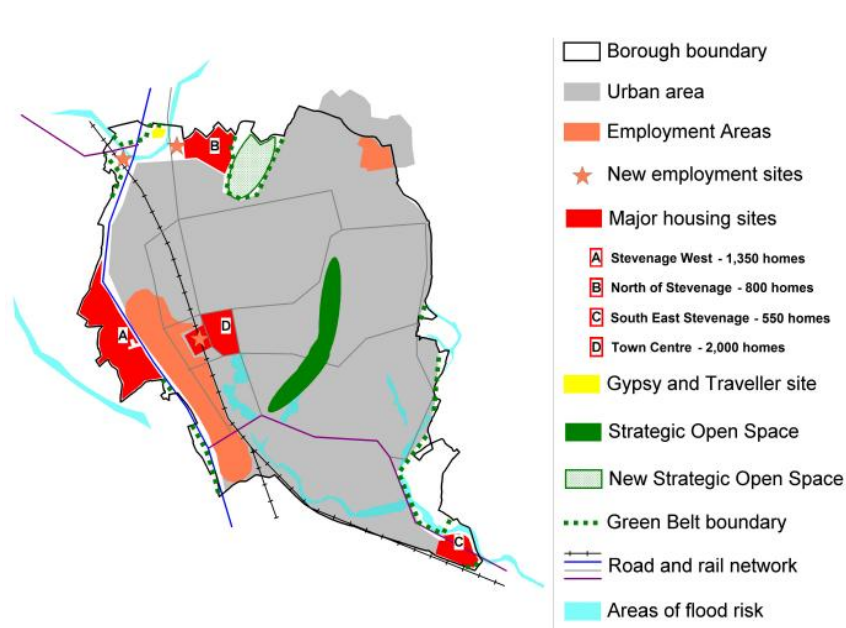 Borough boundary
Urban area
Employment Areas
New employment sites
Major housing sites
A Stevenage West - 1,350 homes
B North of Stevenage - 800 homes
C South East Stevenage - 550 homes
D Town Centre - 2,000 homes
Gypsy and Traveller site
Strategic Open Space
New Strategic Open Space
Green Belt boundary
Road and rail network
Areas of flood risk
B
D
A
C